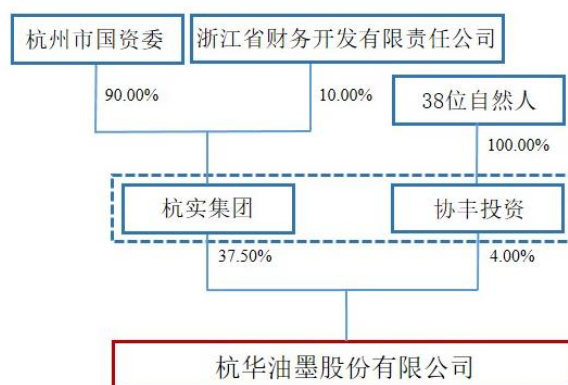 杭州市国资委
浙江省财务开发有限责任公司
90.00%
10.00%
38位自然人
100.00%
杭实集团
协丰投资
37.50%
4.00%
杭华油墨股份有限公司